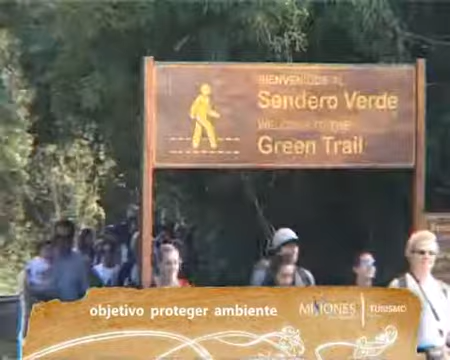 BIENVENIDOS AL
Sendero Verde
WELCOME TO THE
Green Trail
objetivo proteger ambiente
MISIONES
TURISMO